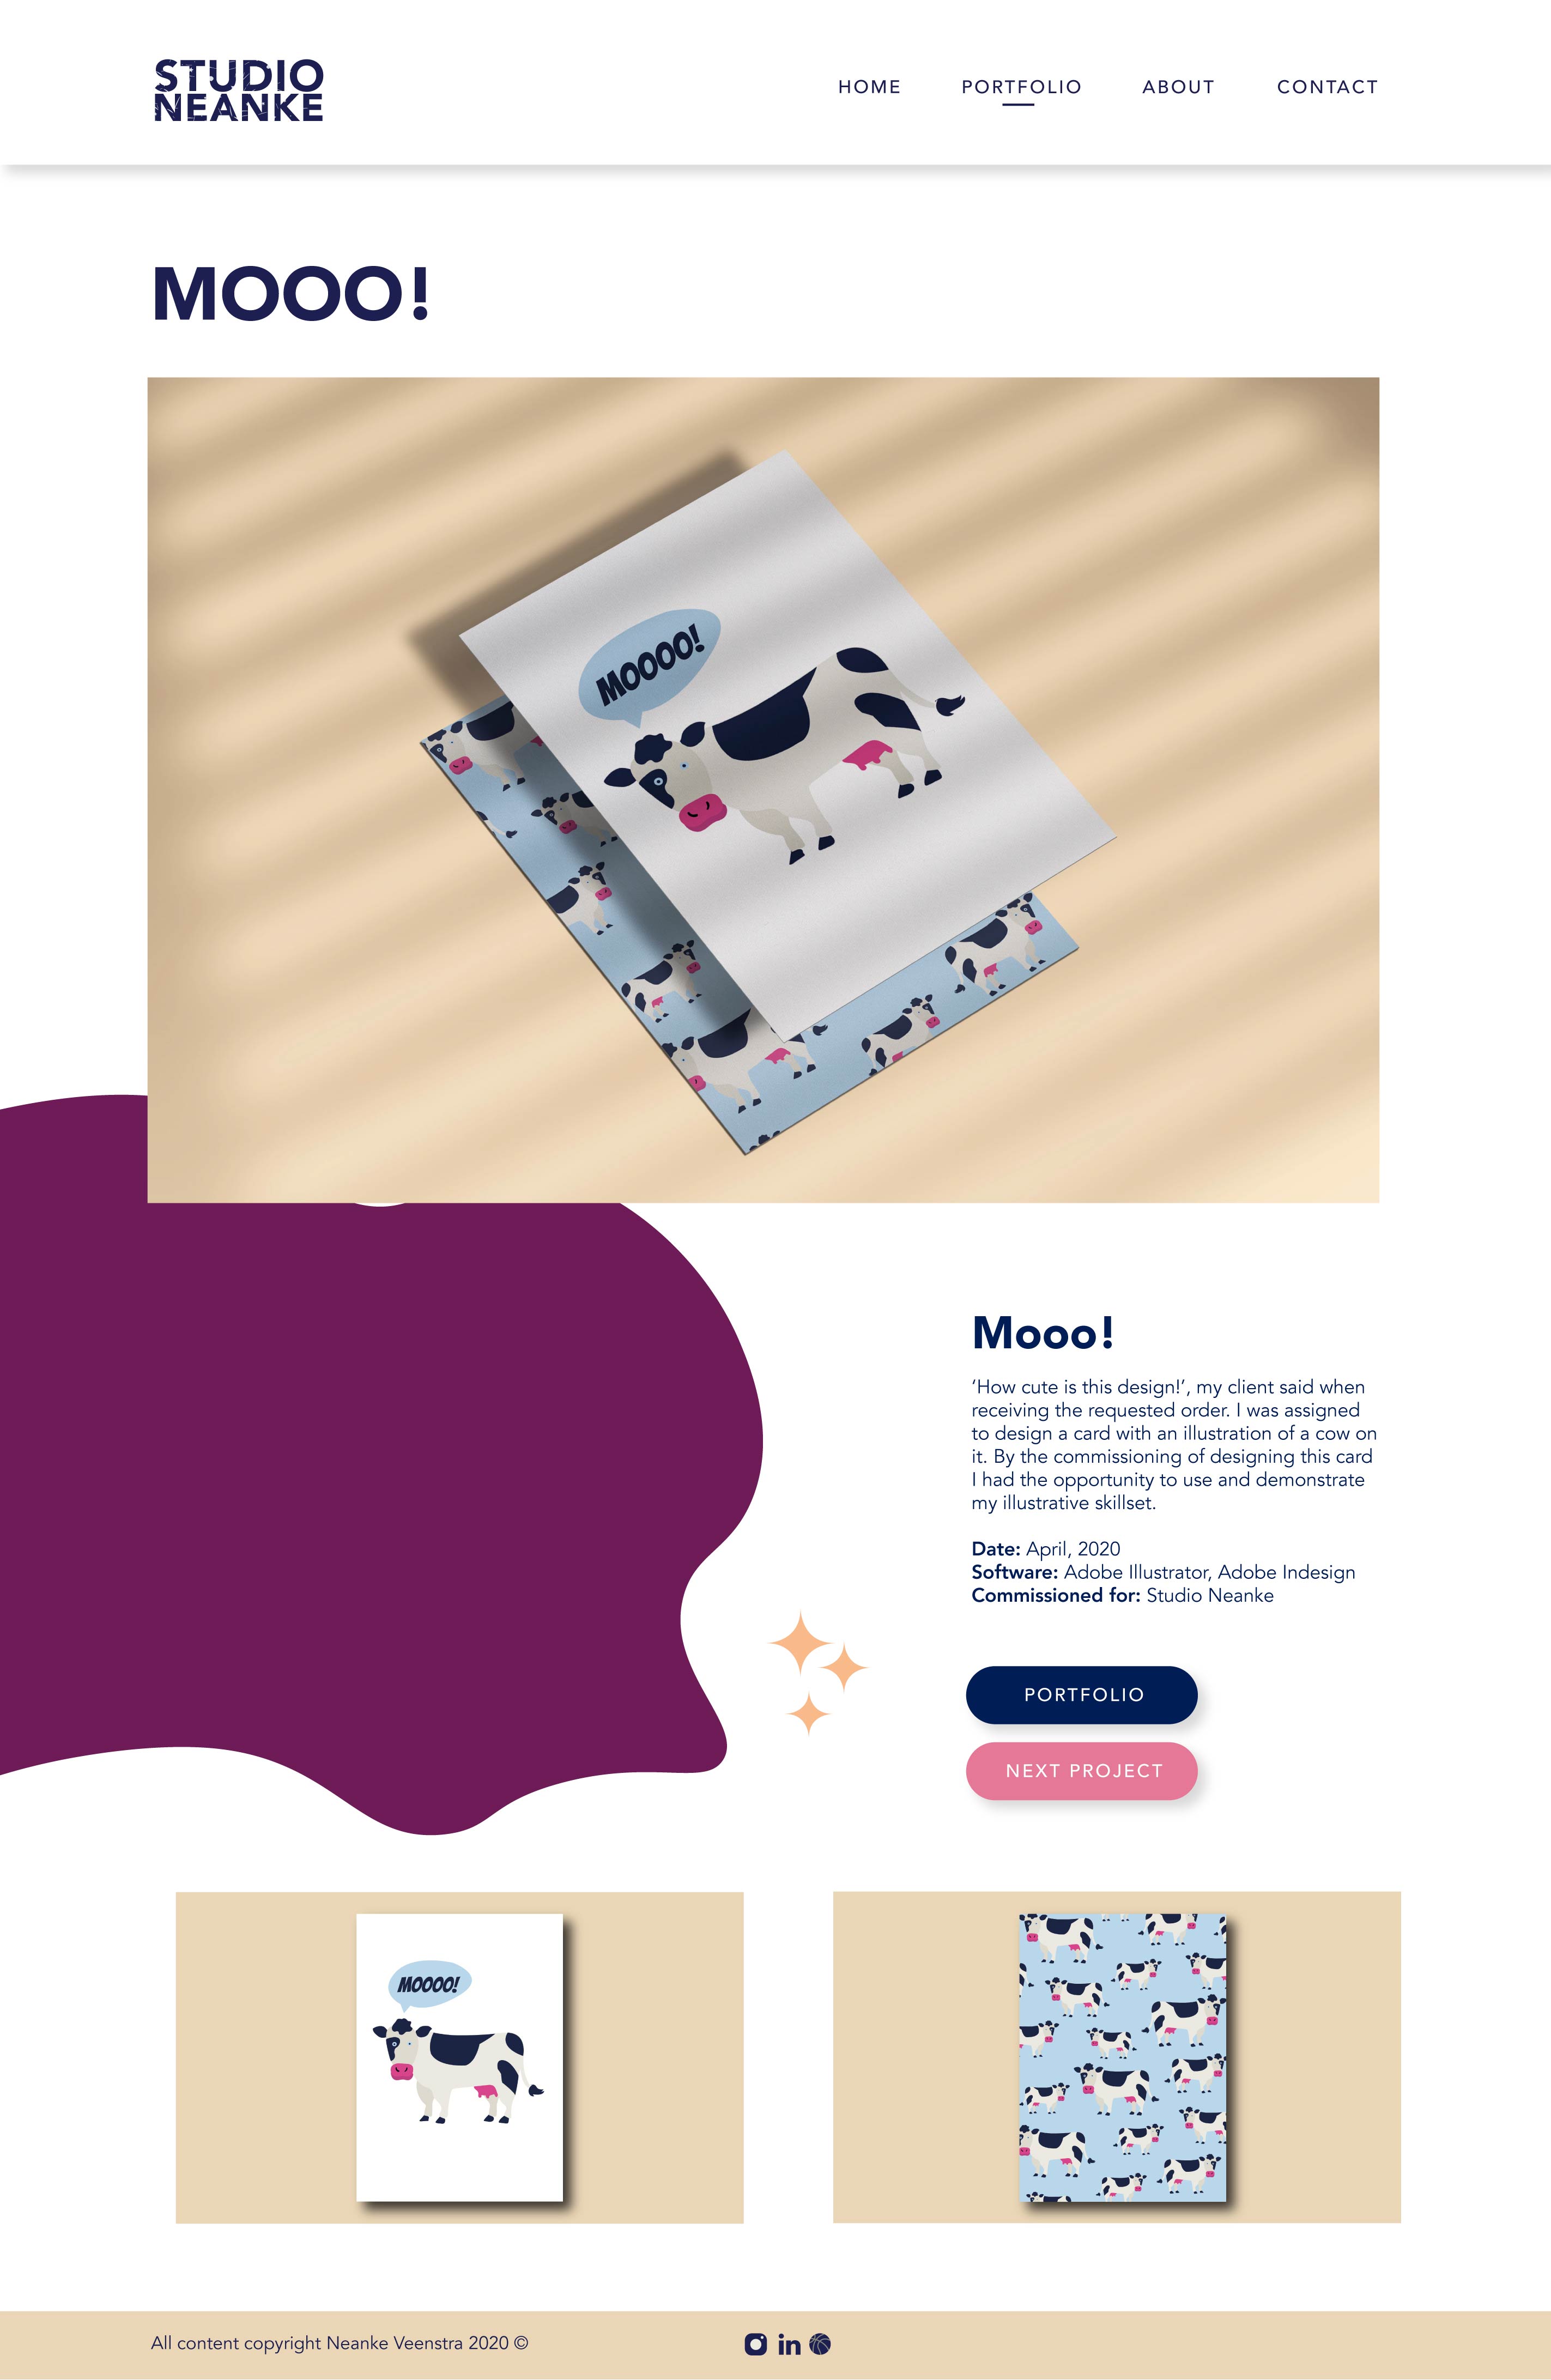 STUDIO
NEANKE
HOME PORTFOLIO ABOUT CONTACT
MOOO!
MOOOO!
Mooo!
‘How cute is this design!’, my client said when
receiving the requested order. I was assigned
to design a card with an illustration of a cow on
it. By the commissioning of designing this card
I had the opportunity to use and demonstrate
my illustrative skillset.
Date: April, 2020
Software: Adobe Illustrator, Adobe Indesign
Commissioned for: Studio Neanke
PORTFOLIO
NEXT PROJECT
MOOOO!
All content copyright Neanke Veenstra 2020 ©
in